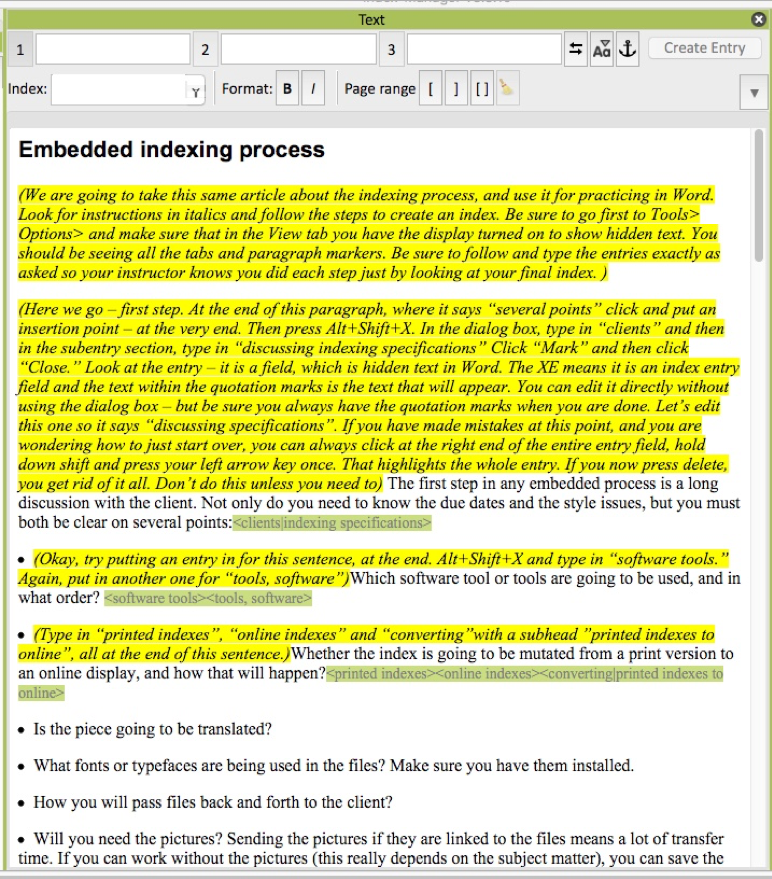 Text
1 2 3 Aa Create Entry
Index: Format: B I Page range [ ] [ ]
Embedded indexing process
(We are going to take this same article about the indexing process, and use it for practicing in Word.
Look for instructions in italics and follow the steps to create an index. Be sure to go first to Tools>
Options> and make sure that in the View tab you have the display turned on to show hidden text. You
should be seeing all the tabs and paragraph markers. Be sure to follow and type the entries exactly as
asked so your instructor knows you did each step just by looking at your final index. )
(Here we go – first step. At the end of this paragraph, where it says “several points” click and put an
insertion point – at the very end. Then press Alt+Shift+X. In the dialog box, type in “clients” and then
in the subentry section, type in “discussing indexing specifications” Click “Mark” and then click
“Close.” Look at the entry – it is a field, which is hidden text in Word. The XE means it is an index entry
field and the text within the quotation marks is the text that will appear. You can edit it directly without
using the dialog box – but be sure you always have the quotation marks when you are done. Let’s edit
this one so it says “discussing specifications”. If you have made mistakes at this point, and you are
wondering how to just start over, you can always click at the right end of the entire entry field, hold
down shift and press your left arrow key once. That highlights the whole entry. If you now press delete,
you get rid of it all. Don’t do this unless you need to) The first step in any embedded process is a long
discussion with the client. Not only do you need to know the due dates and the style issues, but you must
both be clear on several points:<clients|indexing specifications>
• (Okay, try putting an entry in for this sentence, at the end. Alt+Shift+X and type in “software tools.”
Again, put in another one for “tools, software”)Which software tool or tools are going to be used, and in
what order? <software tools><tools, software>
• (Type in “printed indexes”, “online indexes” and “converting”with a subhead ”printed indexes to
online”, all at the end of this sentence.)Whether the index is going to be mutated from a print version to
an online display, and how that will happen?<printed indexes><online indexes><converting|printed indexes to
online>
• Is the piece going to be translated?
• What fonts or typefaces are being used in the files? Make sure you have them installed.
• How you will pass files back and forth to the client?
• Will you need the pictures? Sending the pictures if they are linked to the files means a lot of transfer
time. If you can work without the pictures (this really depends on the subject matter), you can save the